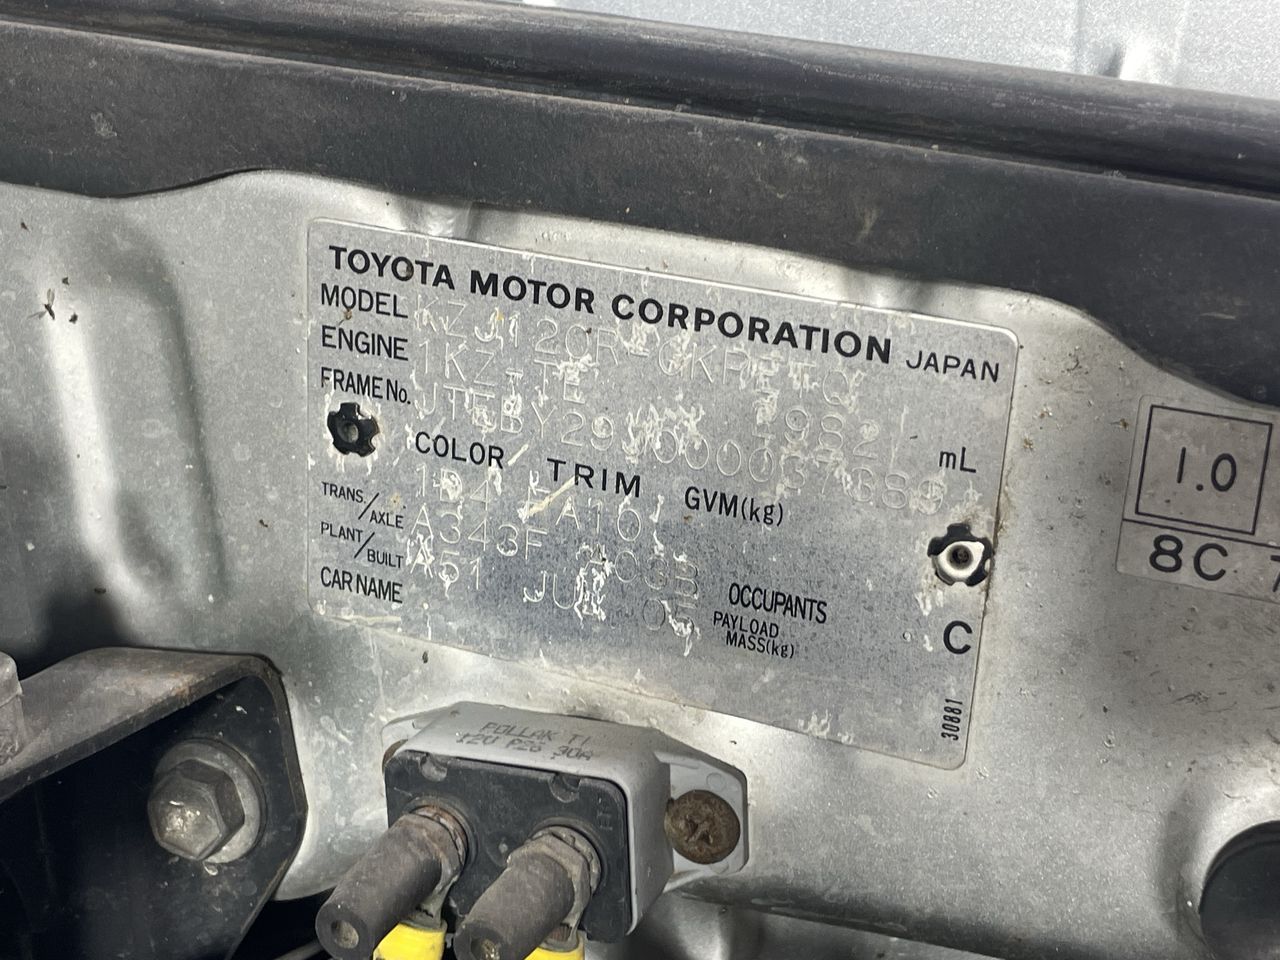 TOYOTA MOTOR CORPORATION JAPAN
MODEL KZJ120R-GKPETQ
ENGINE 1KZ-TE 2982 mL
FRAME No.
COLOR TRIM GVM(kg)
1D4 FA10
TRANS./AXLE A343F
PLANT/BUILT A51 05
CAR NAME
OCCUPANTS
PAYLOAD MASS(kg)
C
30881
1.0
8C
POLLAK